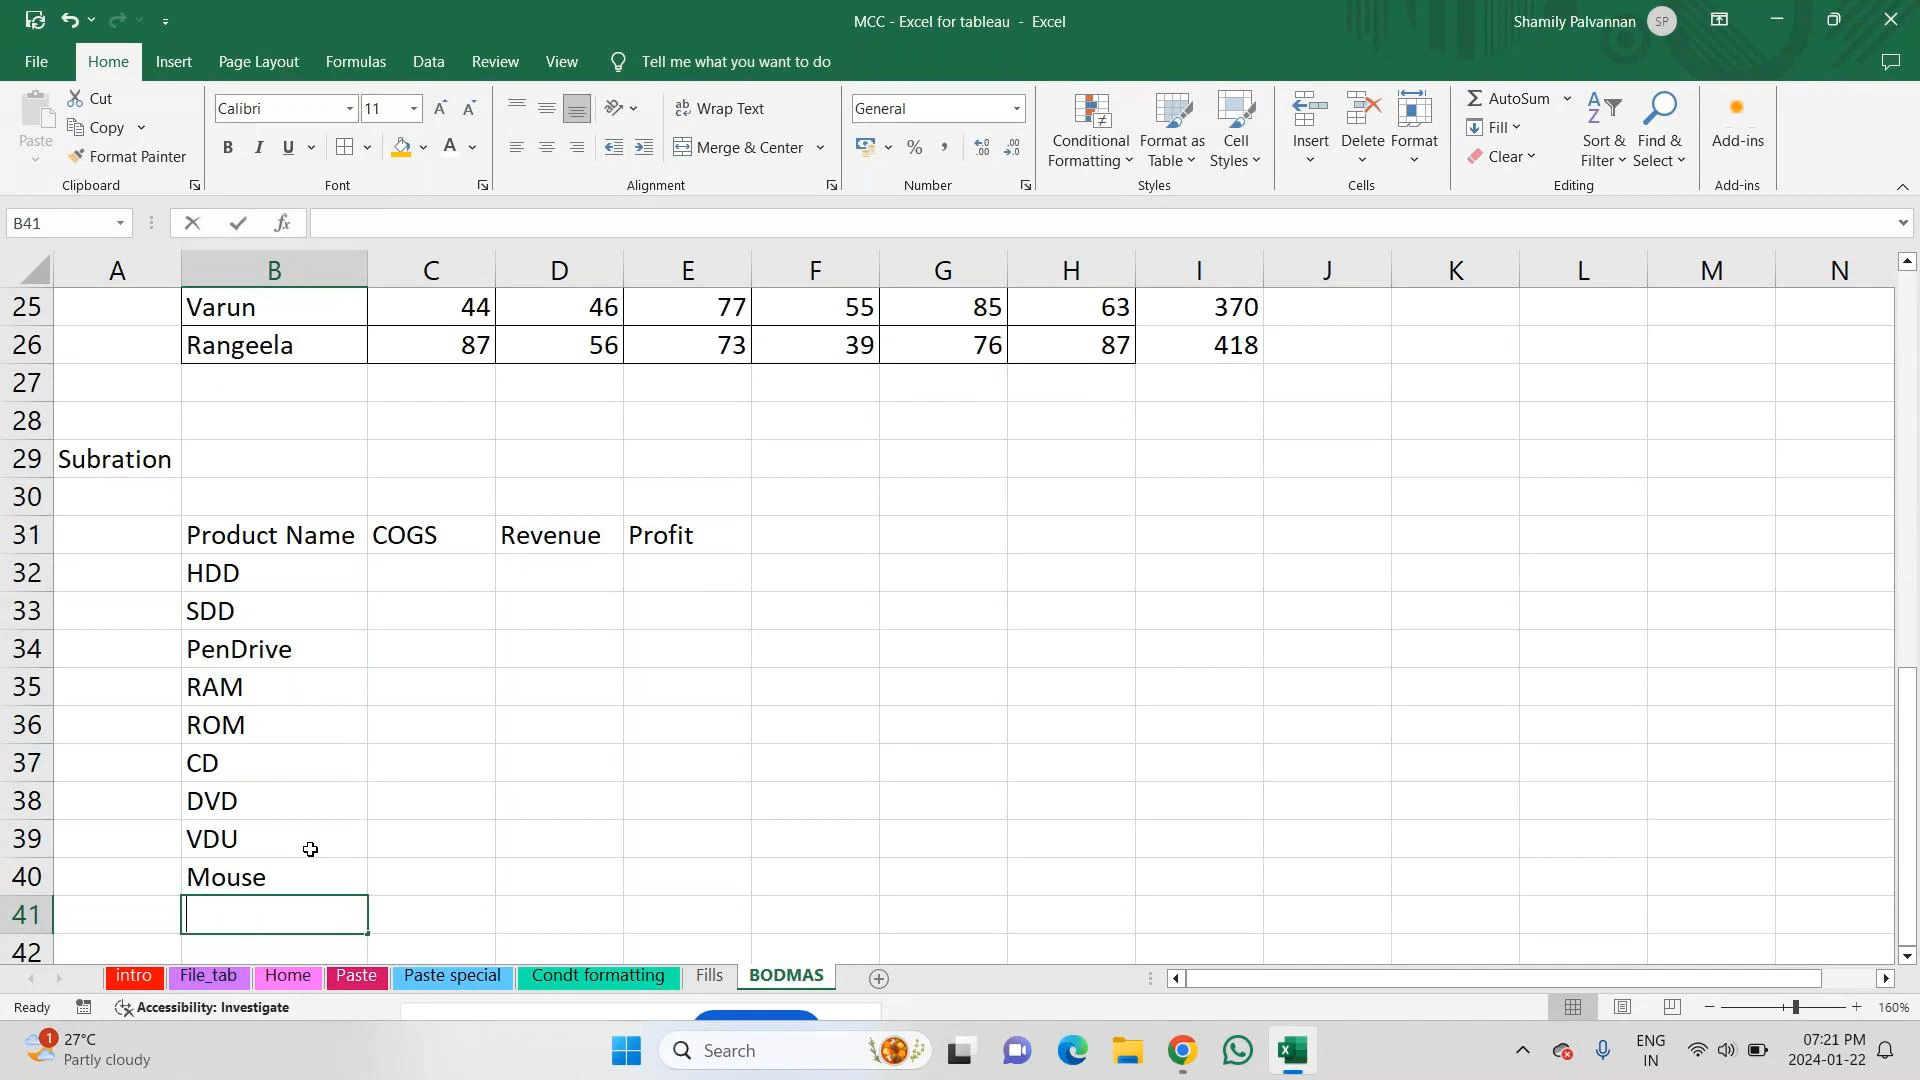 MCC - Excel for tableau - Excel
Shamily Palvannan SP
File Home Insert Page Layout Formulas Data Review View Tell me what you want to do
Paste
Cut
Copy
Format Painter
Clipboard
Calibri 11
B I U
Font
ab Wrap Text
Merge & Center
Alignment
General
% ,
Number
Conditional Formatting
Format as Table
Cell Styles
Styles
Insert Delete Format
Cells
AutoSum
Fill
Clear
Sort & Filter
Find & Select
Editing
Add-ins
Add-ins
B41 fx
A B C D E F G H I J K L M N
25 Varun 44 46 77 55 85 63 370
26 Rangeela 87 56 73 39 76 87 418
27
28
29 Subration
30
31 Product Name COGS Revenue Profit
32 HDD
33 SDD
34 PenDrive
35 RAM
36 ROM
37 CD
38 DVD
39 VDU
40 Mouse
41
42
intro File_tab Home Paste Paste special Condt formatting Fills BODMAS
Ready Accessibility: Investigate 160%
1 27°C
Partly cloudy
Search
ENG
IN
07:21 PM
2024-01-22